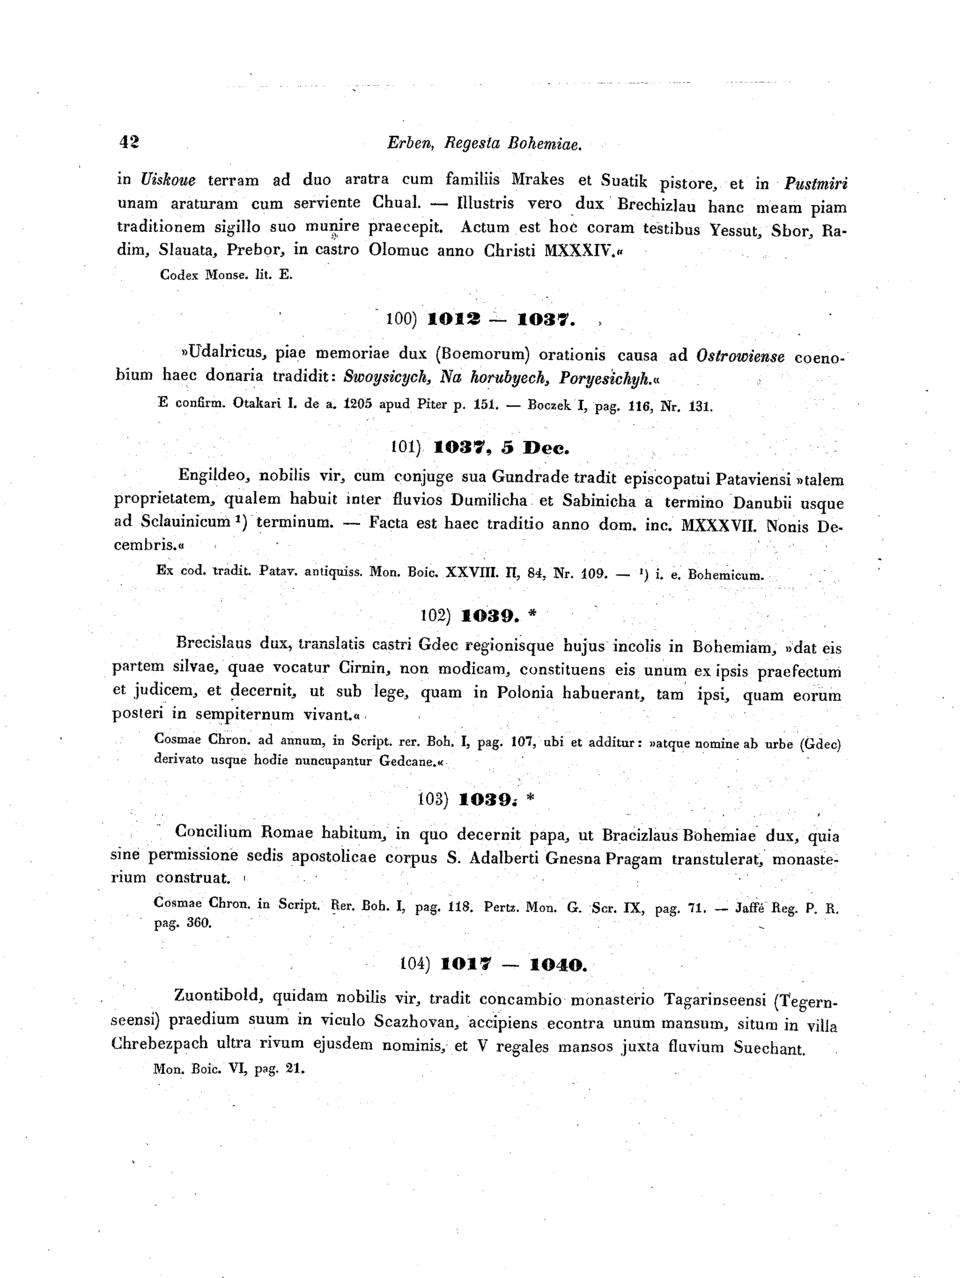 42 Erben, Regesta Bohemiae.
in Uiskoue terram ad duo aratra cum familiis Mrakes et Suatik pistore, et in Pustmiri
unam araturam cum serviente Chual. — Illustris vero dux Brechizlau hanc meam piam
traditionem sigillo suo munire praecepit. Actum est hoc coram testibus Yessut, Sbor, Ra-
dim, Slauata, Prebor, in castro Olomuc anno Christi MXXXIV.«
Codex Monse. lit. E.
100) 1012 — 1037.
»Udalricus, piae memoriae dux (Boemorum) orationis causa ad Ostrowiense coeno-
bium haec donaria tradidit: Swoysicych, Na horubyech, Poryesichyh.«
E confirm. Otakari I. de a. 1205 apud Piter p. 151. — Boczek I, pag. 116, Nr. 131.
101) 1037, 5 Dec.
Engildeo, nobilis vir, cum conjuge sua Gundrade tradit episcopatui Pataviensi »talem
proprietatem, qualem habuit inter fluvios Dumilicha et Sabinicha a termino Danubii usque
ad Sclauinicum ¹) terminum. — Facta est haec traditio anno dom. inc. MXXXVII. Nonis De-
cembris.«
Ex cod. tradit. Patav. antiquiss. Mon. Boic. XXVIII. II, 84, Nr. 109. — ¹) i. e. Bohemicum.
102) 1039. *
Brecislaus dux, translatis castri Gdec regionisque hujus incolis in Bohemiam, »dat eis
partem silvae, quae vocatur Cirnin, non modicam, constituens eis unum ex ipsis praefectum
et judicem, et decernit, ut sub lege, quam in Polonia habuerant, tam ipsi, quam eorum
posteri in sempiternum vivant.«
Cosmae Chron. ad annum, in Script. rer. Boh. I, pag. 107, ubi et additur: »atque nomine ab urbe (Gdec)
derivato usque hodie nuncupantur Gedcane.«
103) 1039. *
Concilium Romae habitum, in quo decernit papa, ut Bracizlaus Bohemiae dux, quia
sine permissione sedis apostolicae corpus S. Adalberti Gnesna Pragam transtulerat, monaste-
rium construat.
Cosmae Chron. in Script. Rer. Boh. I, pag. 118. Pertz. Mon. G. Scr. IX, pag. 71. — Jaffé Reg. P. R.
pag. 360.
104) 1017 — 1040.
Zuontibold, quidam nobilis vir, tradit concambio monasterio Tagarinseensi (Tegern-
seensi) praedium suum in viculo Scazhovan, accipiens econtra unum mansum, situm in villa
Chrebezpach ultra rivum ejusdem nominis, et V regales mansos juxta fluvium Suechant.
Mon. Boic. VI, pag. 21.